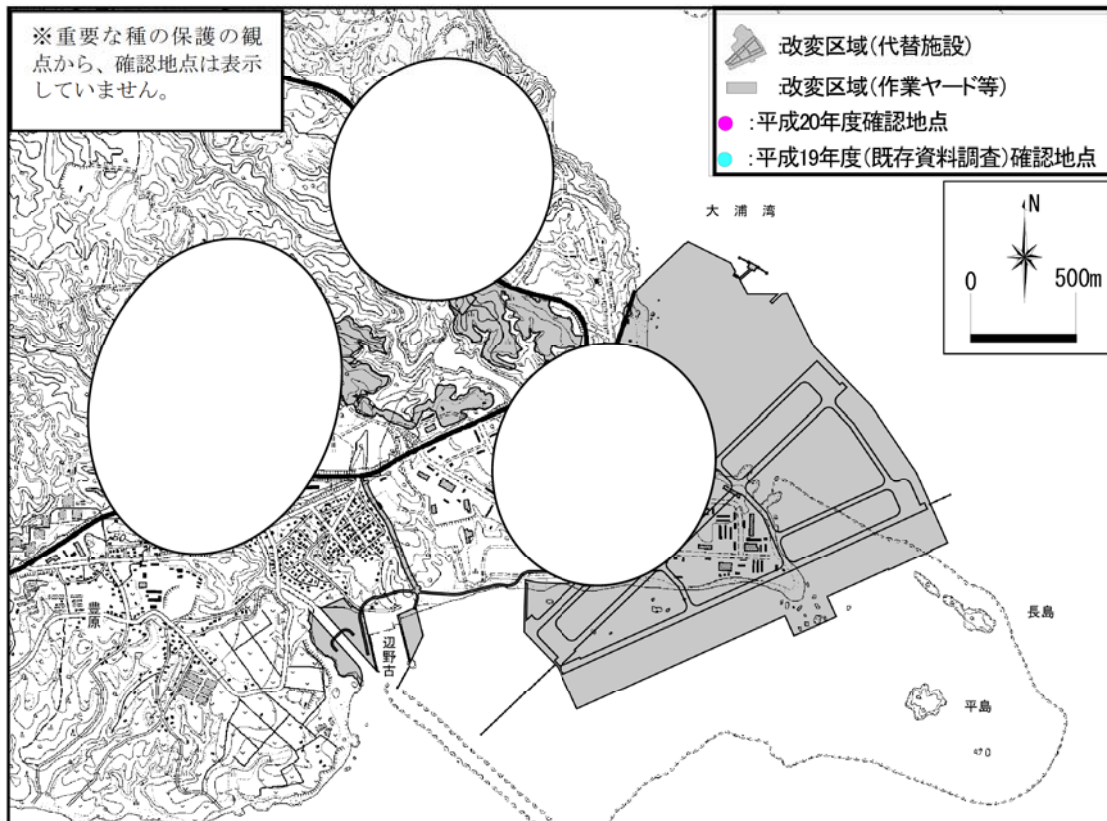 ※重要な種の保護の観
点から、確認地点は表示
していません。
:改変区域(代替施設)
:改変区域(作業ヤード等)
:平成20年度確認地点
:平成19年度(既存資料調査)確認地点
大浦湾
N
0 500m
豊原
辺野古
長島
平島